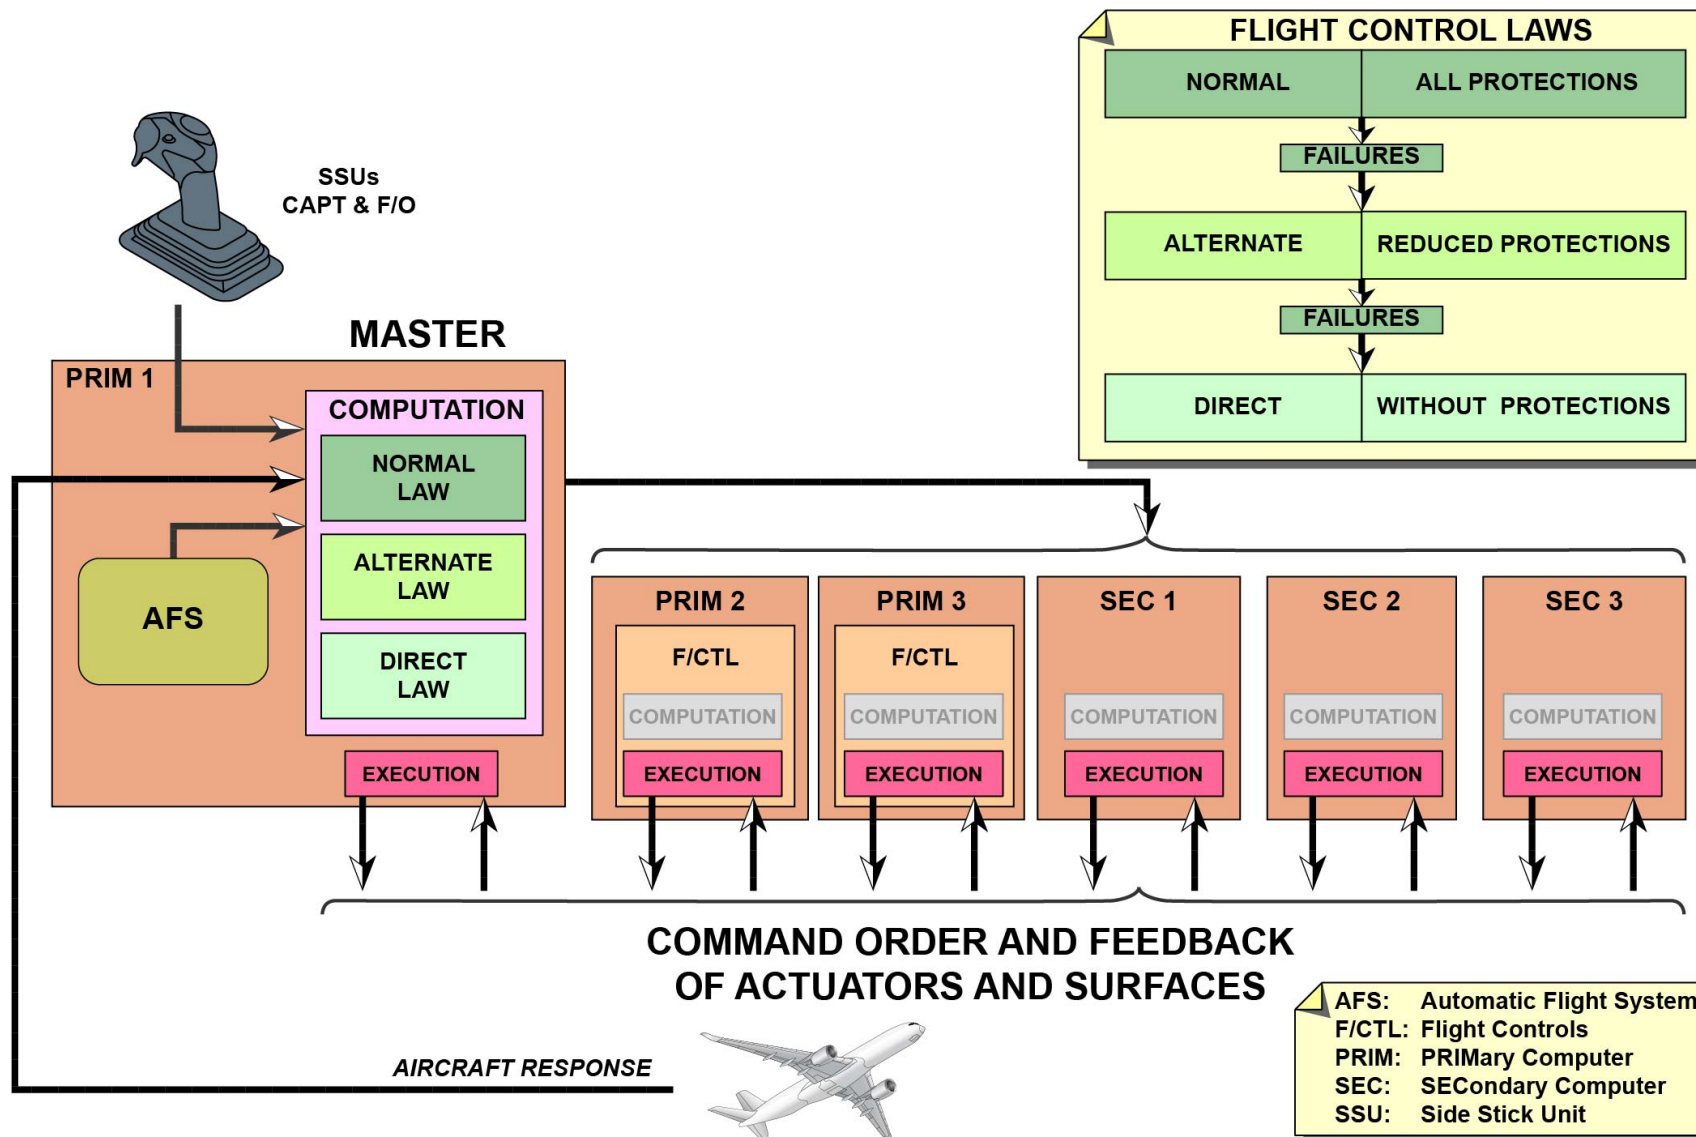 FLIGHT CONTROL LAWS
NORMAL ALL PROTECTIONS
FAILURES
ALTERNATE REDUCED PROTECTIONS
FAILURES
DIRECT WITHOUT PROTECTIONS
SSUs
CAPT & F/O
MASTER
PRIM 1
COMPUTATION
NORMAL
LAW
ALTERNATE
LAW
DIRECT
LAW
AFS
EXECUTION
PRIM 2
F/CTL
COMPUTATION
EXECUTION
PRIM 3
F/CTL
COMPUTATION
EXECUTION
SEC 1
COMPUTATION
EXECUTION
SEC 2
COMPUTATION
EXECUTION
SEC 3
COMPUTATION
EXECUTION
COMMAND ORDER AND FEEDBACK
OF ACTUATORS AND SURFACES
AIRCRAFT RESPONSE
AFS: Automatic Flight System
F/CTL: Flight Controls
PRIM: PRIMary Computer
SEC: SECondary Computer
SSU: Side Stick Unit